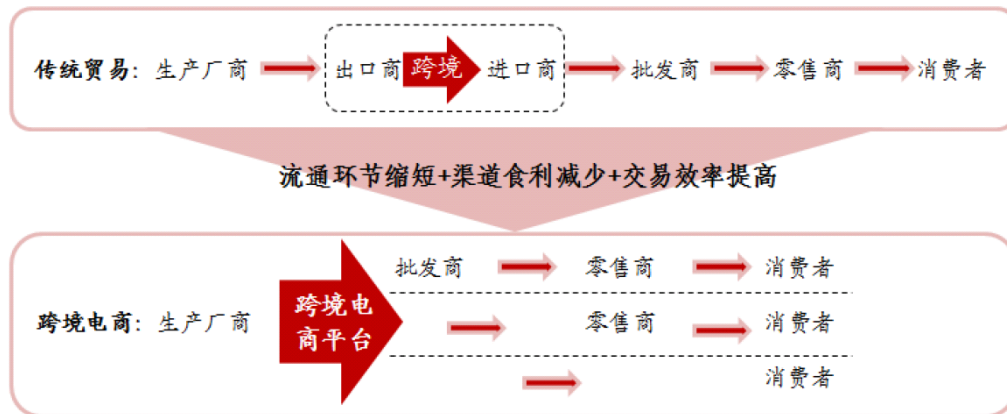 传统贸易：生产厂商 出口商 跨境 进口商 批发商 零售商 消费者
流通环节缩短+渠道食利减少+交易效率提高
批发商 零售商 消费者
跨境电商：生产厂商
跨境电
商平台
零售商 消费者
消费者